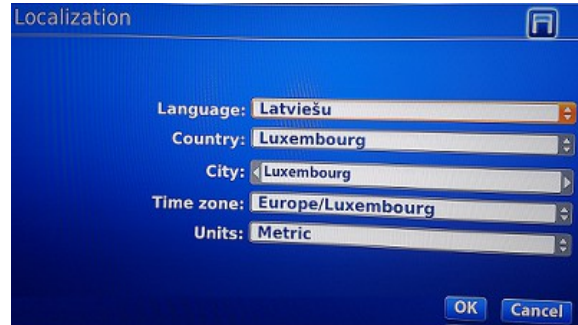 Localization
Language: Latviešu
Country: Luxembourg
City: Luxembourg
Time zone: Europe/Luxembourg
Units: Metric
OK Cancel